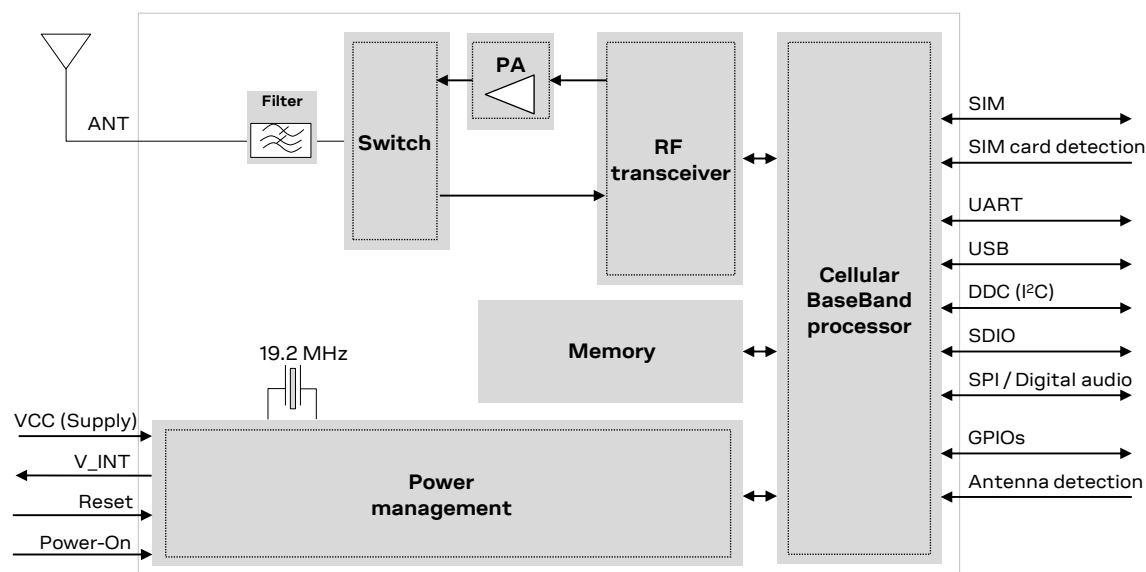 PA
Filter
ANT
Switch
RF
transceiver
SIM
SIM card detection
UART
USB
Cellular
BaseBand
processor
DDC (I²C)
SDIO
Memory
19.2 MHz
SPI / Digital audio
VCC (Supply)
GPIOs
V_INT
Power
management
Antenna detection
Reset
Power-On